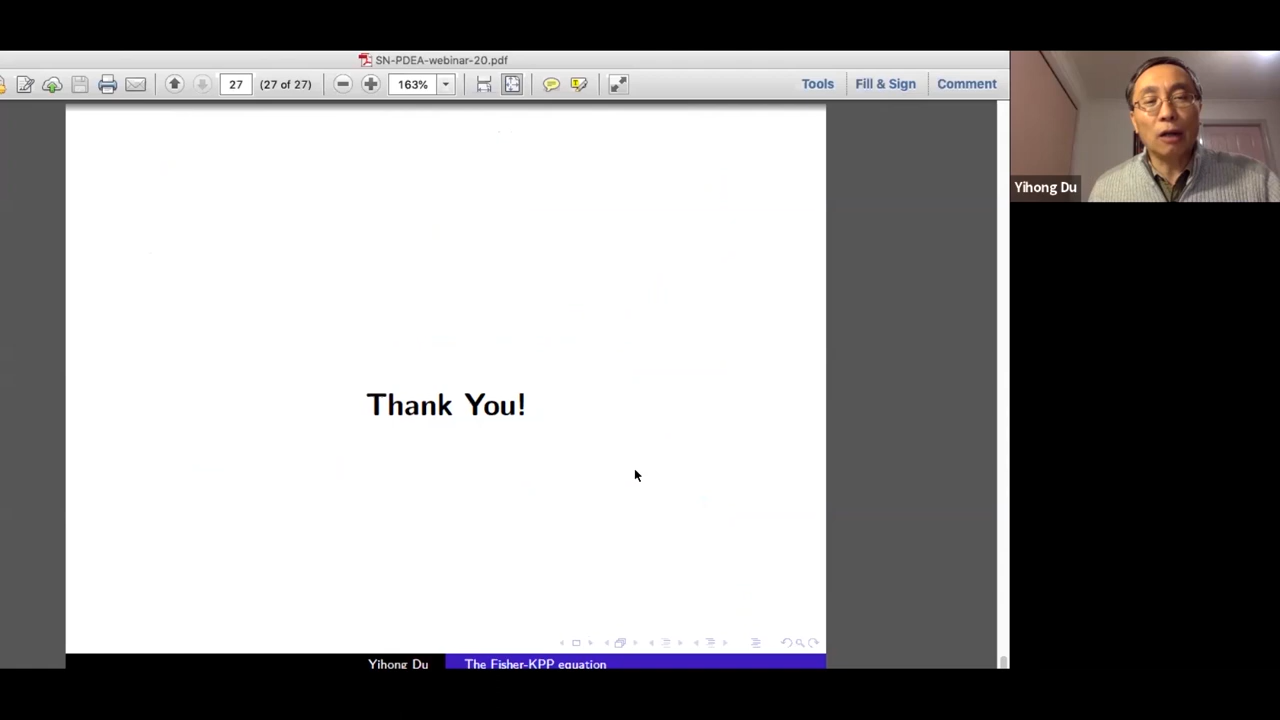 SN-PDEA-webinar-20.pdf
27 (27 of 27) 163% Tools Fill & Sign Comment
Yihong Du
Thank You!
Yihong Du The Fisher-KPP equation